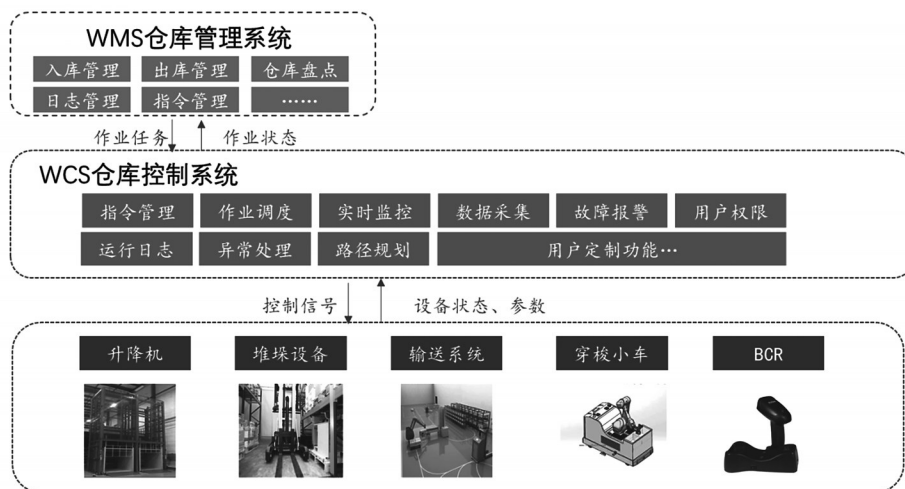 WMS仓库管理系统
入库管理 出库管理 仓库盘点
日志管理 指令管理 ……
作业任务 作业状态
WCS仓库控制系统
指令管理 作业调度 实时监控 数据采集 故障报警 用户权限
运行日志 异常处理 路径规划 用户定制功能…
控制信号 设备状态、参数
升降机 堆垛设备 输送系统 穿梭小车 BCR